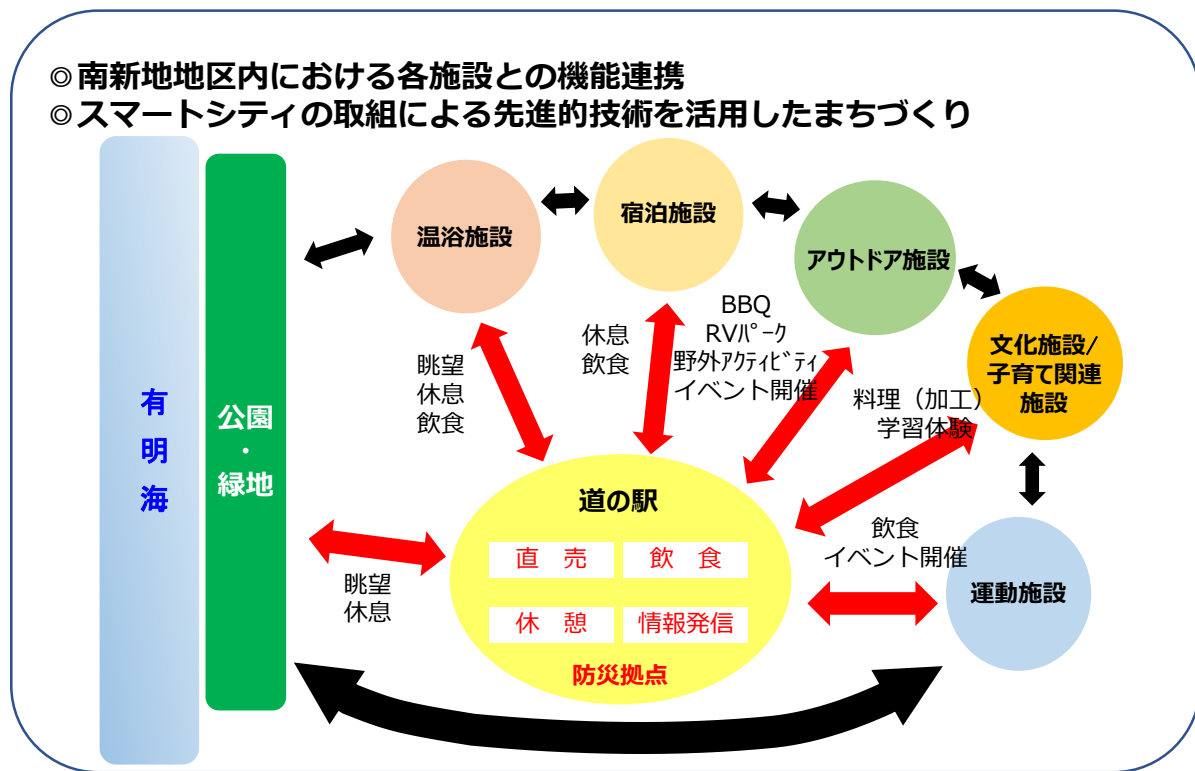 ◎南新地地区内における各施設との機能連携
◎スマートシティの取組による先進的技術を活用したまちづくり
有
明
海
公園
・
緑地
温浴施設
宿泊施設
アウトドア施設
文化施設/
子育て関連
施設
運動施設
眺望
休息
飲食
休息
飲食
BBQ
RVパーク
野外アクティビティ
イベント開催
料理（加工）
学習体験
飲食
イベント開催
眺望
休息
道の駅
直　売
飲　食
休　憩
情報発信
防災拠点